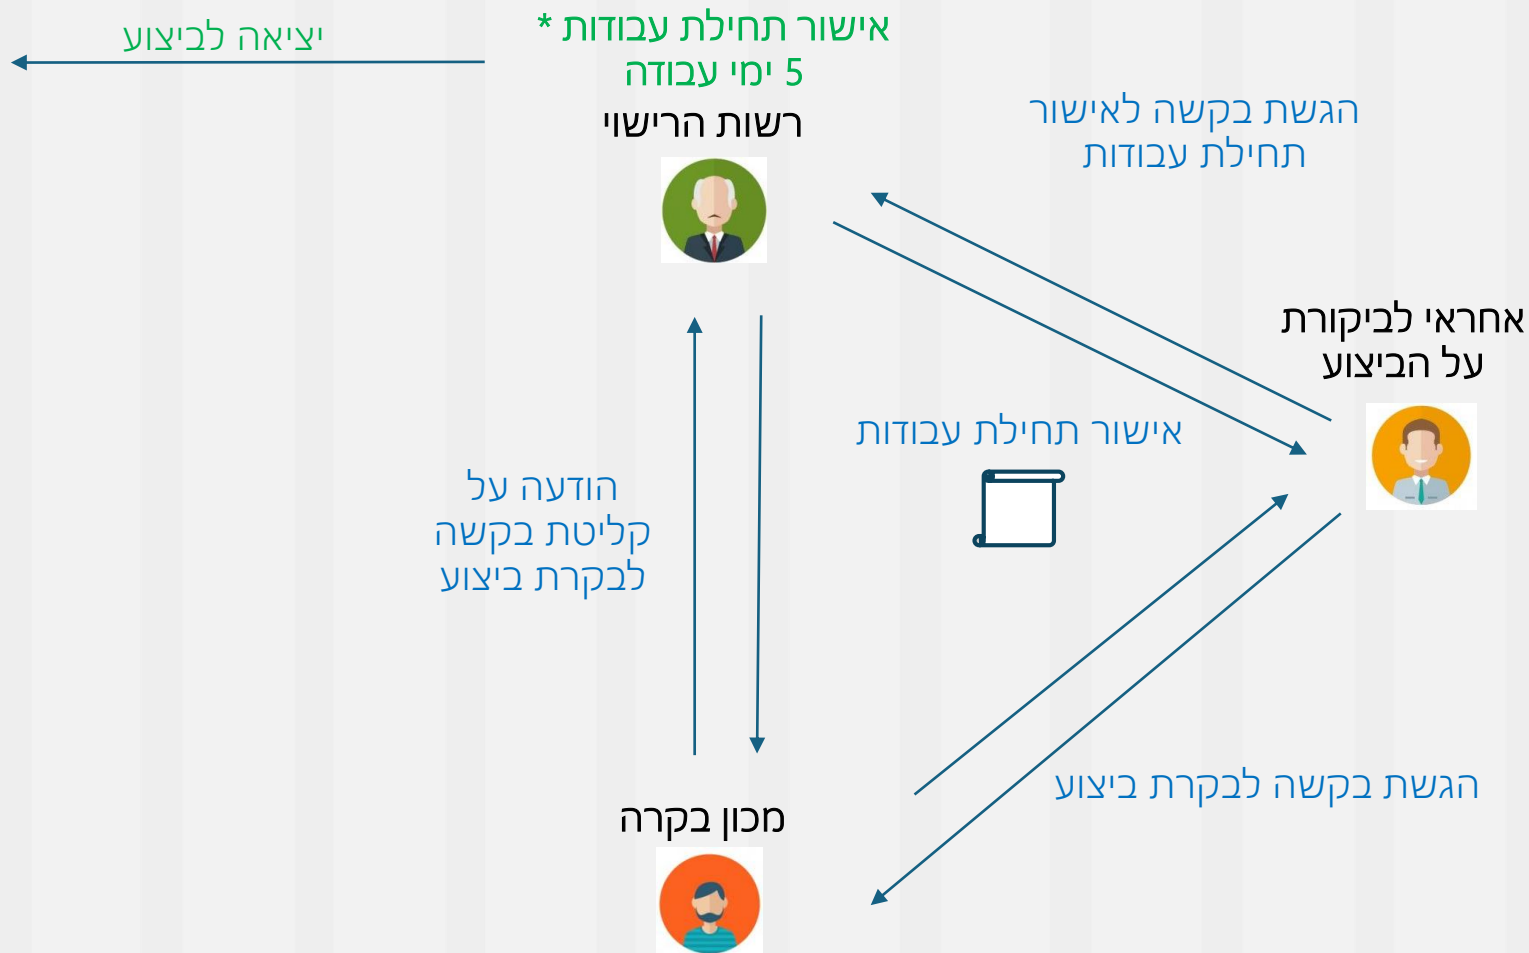 אישור תחילת עבודות *
5 ימי עבודה
יציאה לביצוע
רשות הרישוי
הגשת בקשה לאישור
תחילת עבודות
אחראי לביקורת
על הביצוע
אישור תחילת עבודות
הודעה על
קליטת בקשה
לבקרת ביצוע
הגשת בקשה לבקרת ביצוע
מכון בקרה